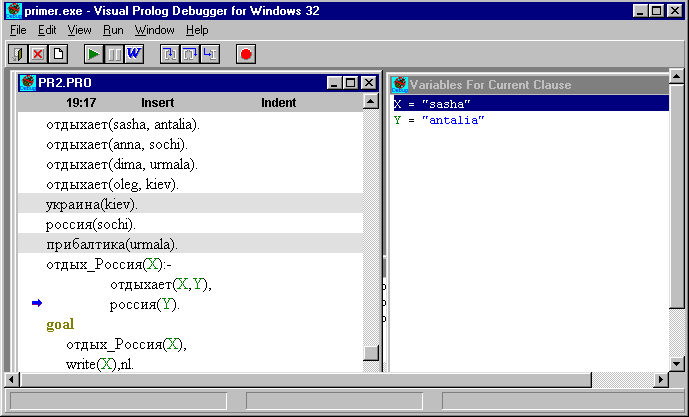 primer.exe - Visual Prolog Debugger for Windows 32
File Edit View Run Window Help
PR2.PRO
19:17 Insert Indent
отдыхает(sasha, antalia).
отдыхает(anna, sochi).
отдыхает(dima, urmala).
отдыхает(oleg, kiev).
украина(kiev).
россия(sochi).
прибалтика(urmala).
отдых_Россия(X):-
отдыхает(X,Y),
россия(Y).
goal
отдых_Россия(X),
write(X),nl.
Variables For Current Clause
X = "sasha"
Y = "antalia"